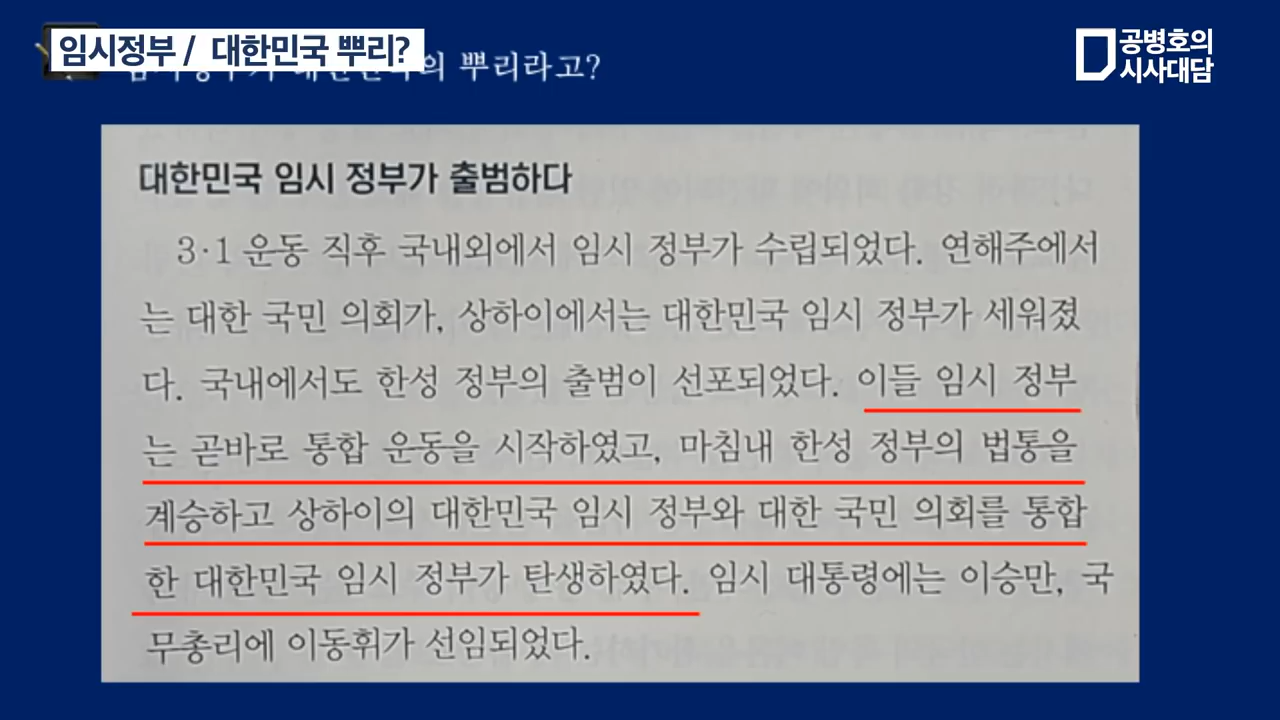 임시정부 / 대한민국 뿌리?
의 뿌리라고?
공병호의
시사대담
대한민국 임시 정부가 출범하다
3·1 운동 직후 국내외에서 임시 정부가 수립되었다. 연해주에서
는 대한 국민 의회가, 상하이에서는 대한민국 임시 정부가 세워졌
다. 국내에서도 한성 정부의 출범이 선포되었다. 이들 임시 정부
는 곧바로 통합 운동을 시작하였고, 마침내 한성 정부의 법통을
계승하고 상하이의 대한민국 임시 정부와 대한 국민 의회를 통합
한 대한민국 임시 정부가 탄생하였다. 임시 대통령에는 이승만, 국
무총리에 이동휘가 선임되었다.